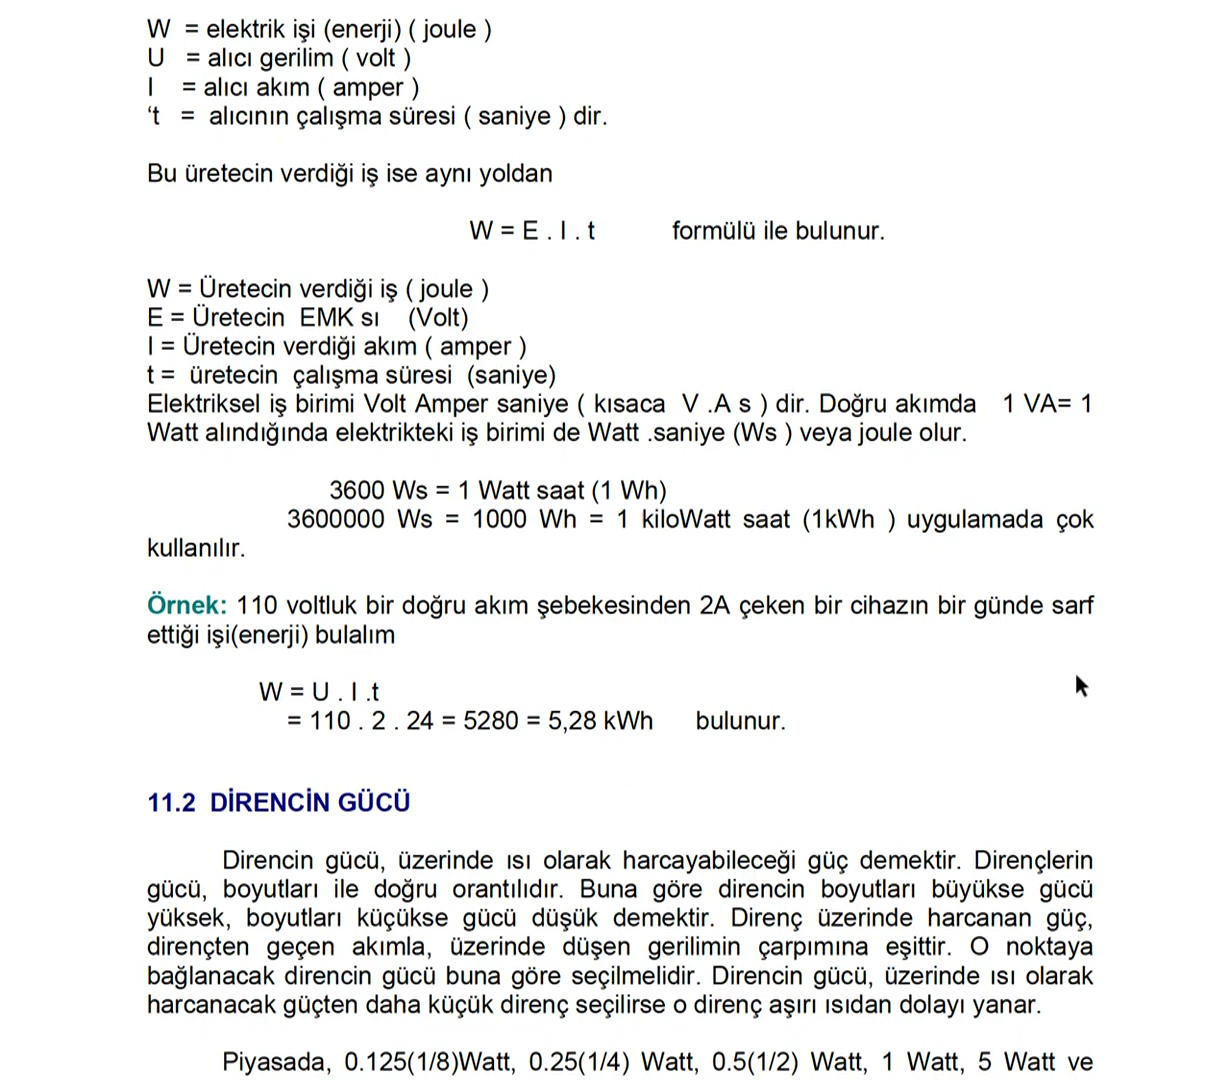 W = elektrik işi (enerji) ( joule )
U = alıcı gerilim ( volt )
I = alıcı akım ( amper )
‘t = alıcının çalışma süresi ( saniye ) dir.
Bu üretecin verdiği iş ise aynı yoldan
W = E . I . t formülü ile bulunur.
W = Üretecin verdiği iş ( joule )
E = Üretecin EMK sı (Volt)
I = Üretecin verdiği akım ( amper )
t = üretecin çalışma süresi (saniye)
Elektriksel iş birimi Volt Amper saniye ( kısaca V .A s ) dir. Doğru akımda 1 VA= 1
Watt alındığında elektrikteki iş birimi de Watt .saniye (Ws ) veya joule olur.
3600 Ws = 1 Watt saat (1 Wh)
3600000 Ws = 1000 Wh = 1 kiloWatt saat (1kWh ) uygulamada çok
kullanılır.
Örnek: 110 voltluk bir doğru akım şebekesinden 2A çeken bir cihazın bir günde sarf
ettiği işi(enerji) bulalım
W = U . I .t
= 110 . 2 . 24 = 5280 = 5,28 kWh bulunur.
11.2 DİRENCİN GÜCÜ
Direncin gücü, üzerinde ısı olarak harcayabileceği güç demektir. Dirençlerin
gücü, boyutları ile doğru orantılıdır. Buna göre direncin boyutları büyükse gücü
yüksek, boyutları küçükse gücü düşük demektir. Direnç üzerinde harcanan güç,
dirençten geçen akımla, üzerinde düşen gerilimin çarpımına eşittir. O noktaya
bağlanacak direncin gücü buna göre seçilmelidir. Direncin gücü, üzerinde ısı olarak
harcanacak güçten daha küçük direnç seçilirse o direnç aşırı ısıdan dolayı yanar.
Piyasada, 0.125(1/8)Watt, 0.25(1/4) Watt, 0.5(1/2) Watt, 1 Watt, 5 Watt ve